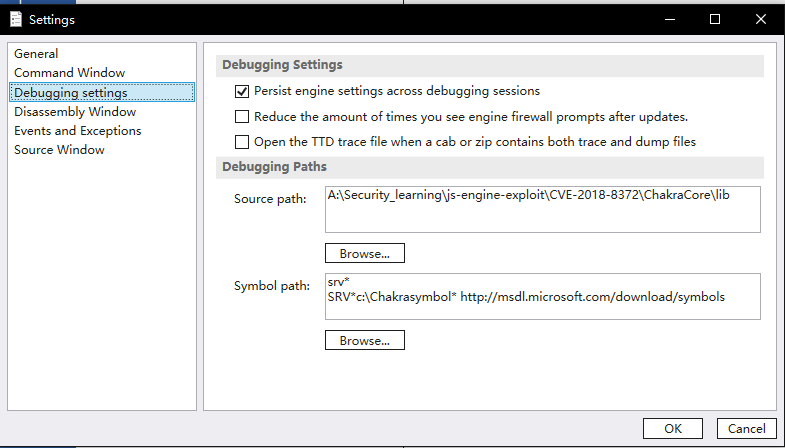 Settings
General
Command Window
Debugging settings
Disassembly Window
Events and Exceptions
Source Window
Debugging Settings
Persist engine settings across debugging sessions
Reduce the amount of times you see engine firewall prompts after updates.
Open the TTD trace file when a cab or zip contains both trace and dump files
Debugging Paths
Source path:
A:\Security_learning\js-engine-exploit\CVE-2018-8372\ChakraCore\lib
Browse...
Symbol path:
srv*
SRV*c:\Chakrasymbol* http://msdl.microsoft.com/download/symbols
Browse...
OK
Cancel